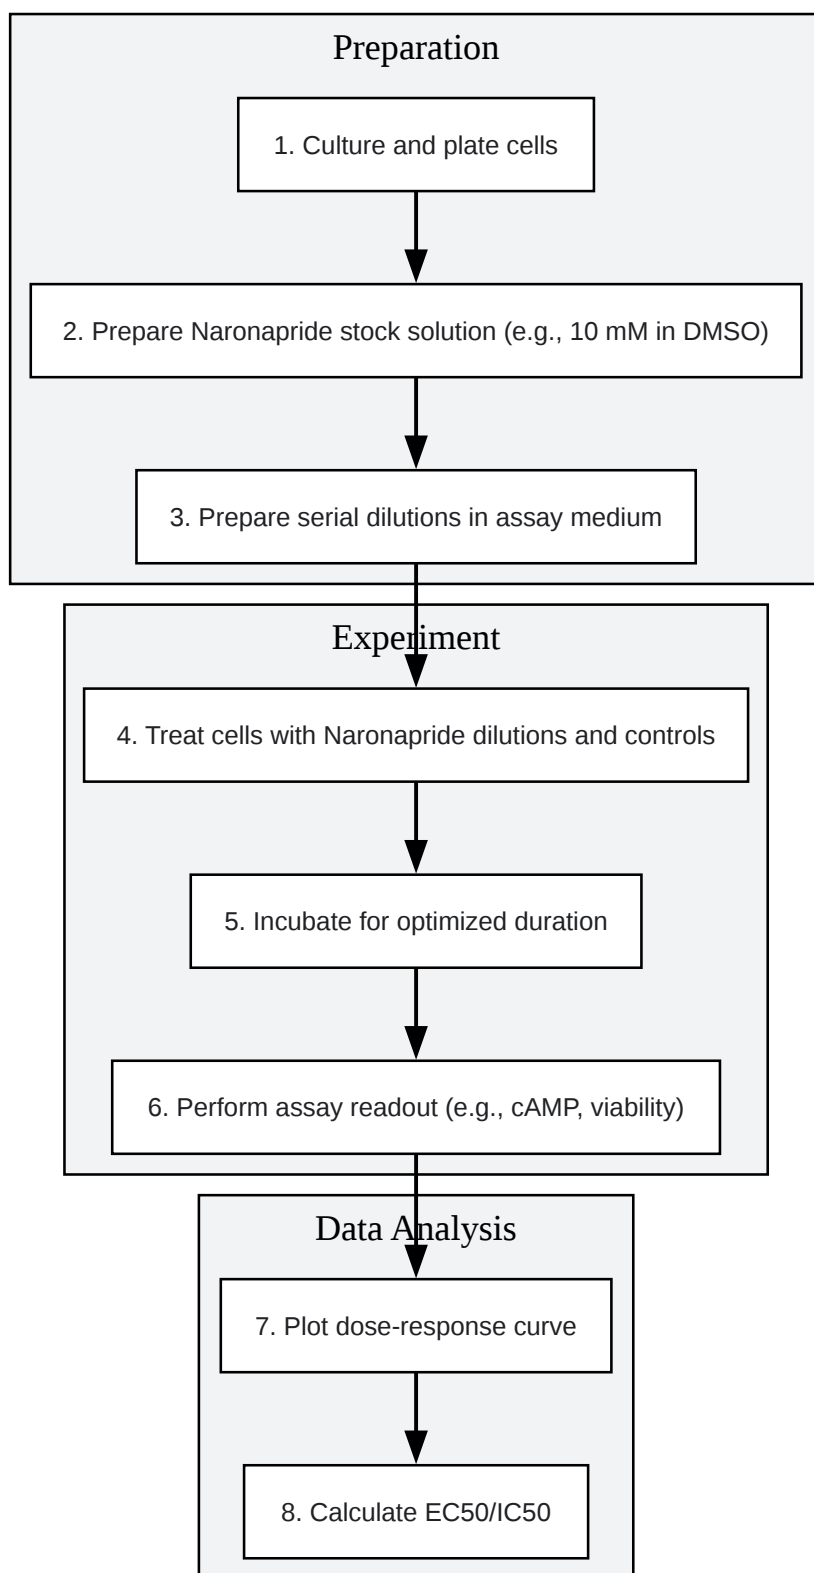 Preparation
1. Culture and plate cells
2. Prepare Naronapride stock solution (e.g., 10 mM in DMSO)
3. Prepare serial dilutions in assay medium
Experiment
4. Treat cells with Naronapride dilutions and controls
5. Incubate for optimized duration
6. Perform assay readout (e.g., cAMP, viability)
Data Analysis
7. Plot dose-response curve
8. Calculate EC50/IC50